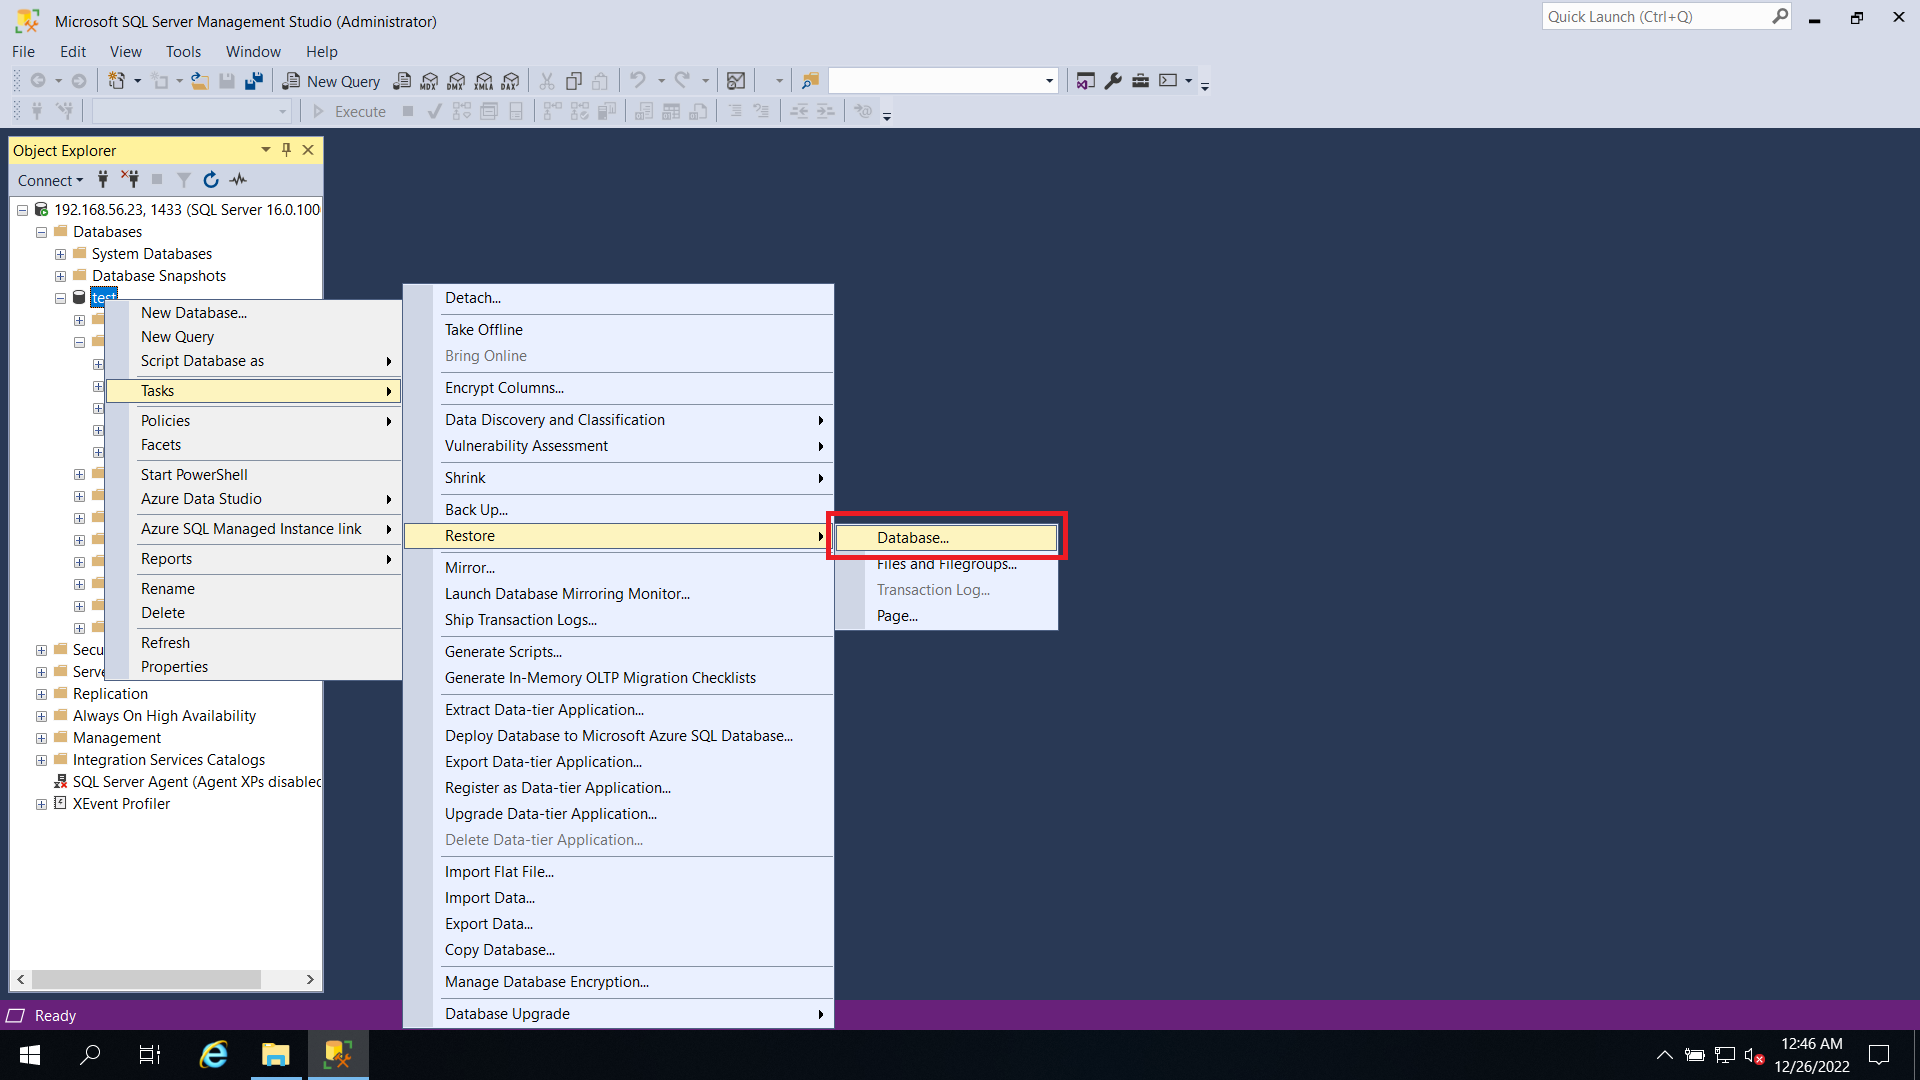 Microsoft SQL Server Management Studio (Administrator)
Quick Launch (Ctrl+Q)
File Edit View Tools Window Help
New Query MDX DMX XMLA DAX
Execute
Object Explorer
Connect
192.168.56.23, 1433 (SQL Server 16.0.100
Databases
System Databases
Database Snapshots
test
Secu
Serve
Replication
Always On High Availability
Management
Integration Services Catalogs
SQL Server Agent (Agent XPs disabled
XEvent Profiler
New Database...
New Query
Script Database as
Tasks
Policies
Facets
Start PowerShell
Azure Data Studio
Azure SQL Managed Instance link
Reports
Rename
Delete
Refresh
Properties
Detach...
Take Offline
Bring Online
Encrypt Columns...
Data Discovery and Classification
Vulnerability Assessment
Shrink
Back Up...
Restore
Mirror...
Launch Database Mirroring Monitor...
Ship Transaction Logs...
Generate Scripts...
Generate In-Memory OLTP Migration Checklists
Extract Data-tier Application...
Deploy Database to Microsoft Azure SQL Database...
Export Data-tier Application...
Register as Data-tier Application...
Upgrade Data-tier Application...
Delete Data-tier Application...
Import Flat File...
Import Data...
Export Data...
Copy Database...
Manage Database Encryption...
Database Upgrade
Database...
Files and Filegroups...
Transaction Log...
Page...
Ready
12:46 AM
12/26/2022